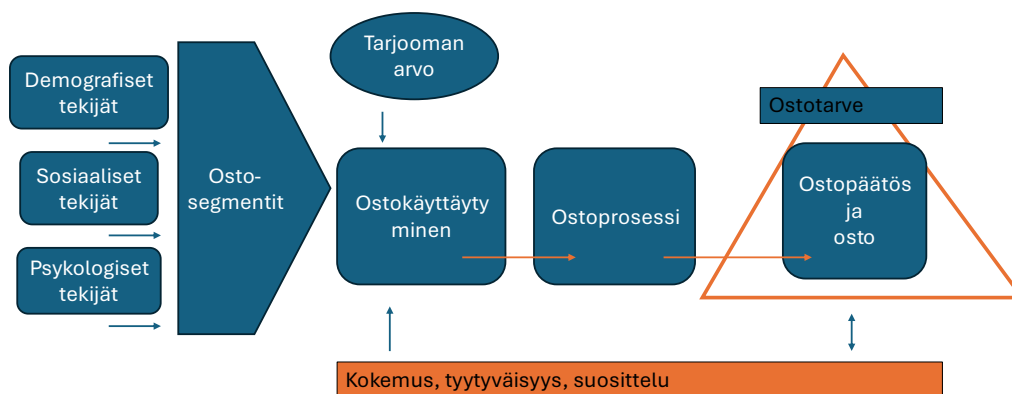 Demografiset
tekijät
Sosiaaliset
tekijät
Psykologiset
tekijät
Osto-
segmentit
Tarjooman
arvo
Ostokäyttäyty
minen
Ostoprosessi
Ostotarve
Ostopäätös
ja
osto
Kokemus, tyytyväisyys, suosittelu